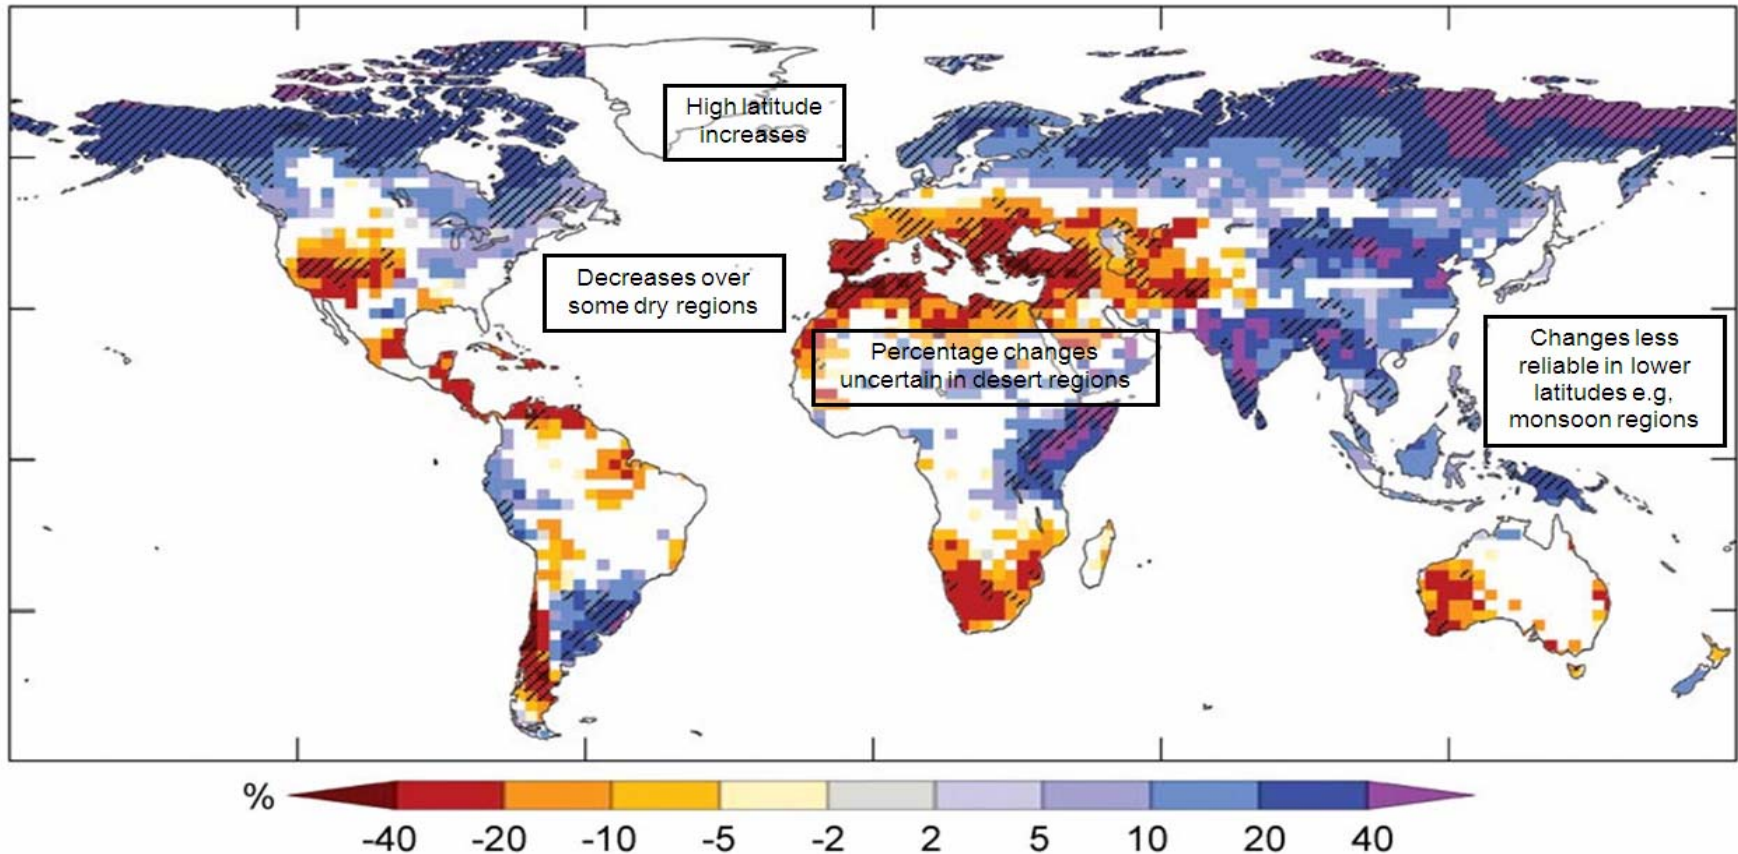 High latitude
increases
Decreases over
some dry regions
Percentage changes
uncertain in desert regions
Changes less
reliable in lower
latitudes e.g,
monsoon regions
%
-40 -20 -10 -5 -2 2 5 10 20 40